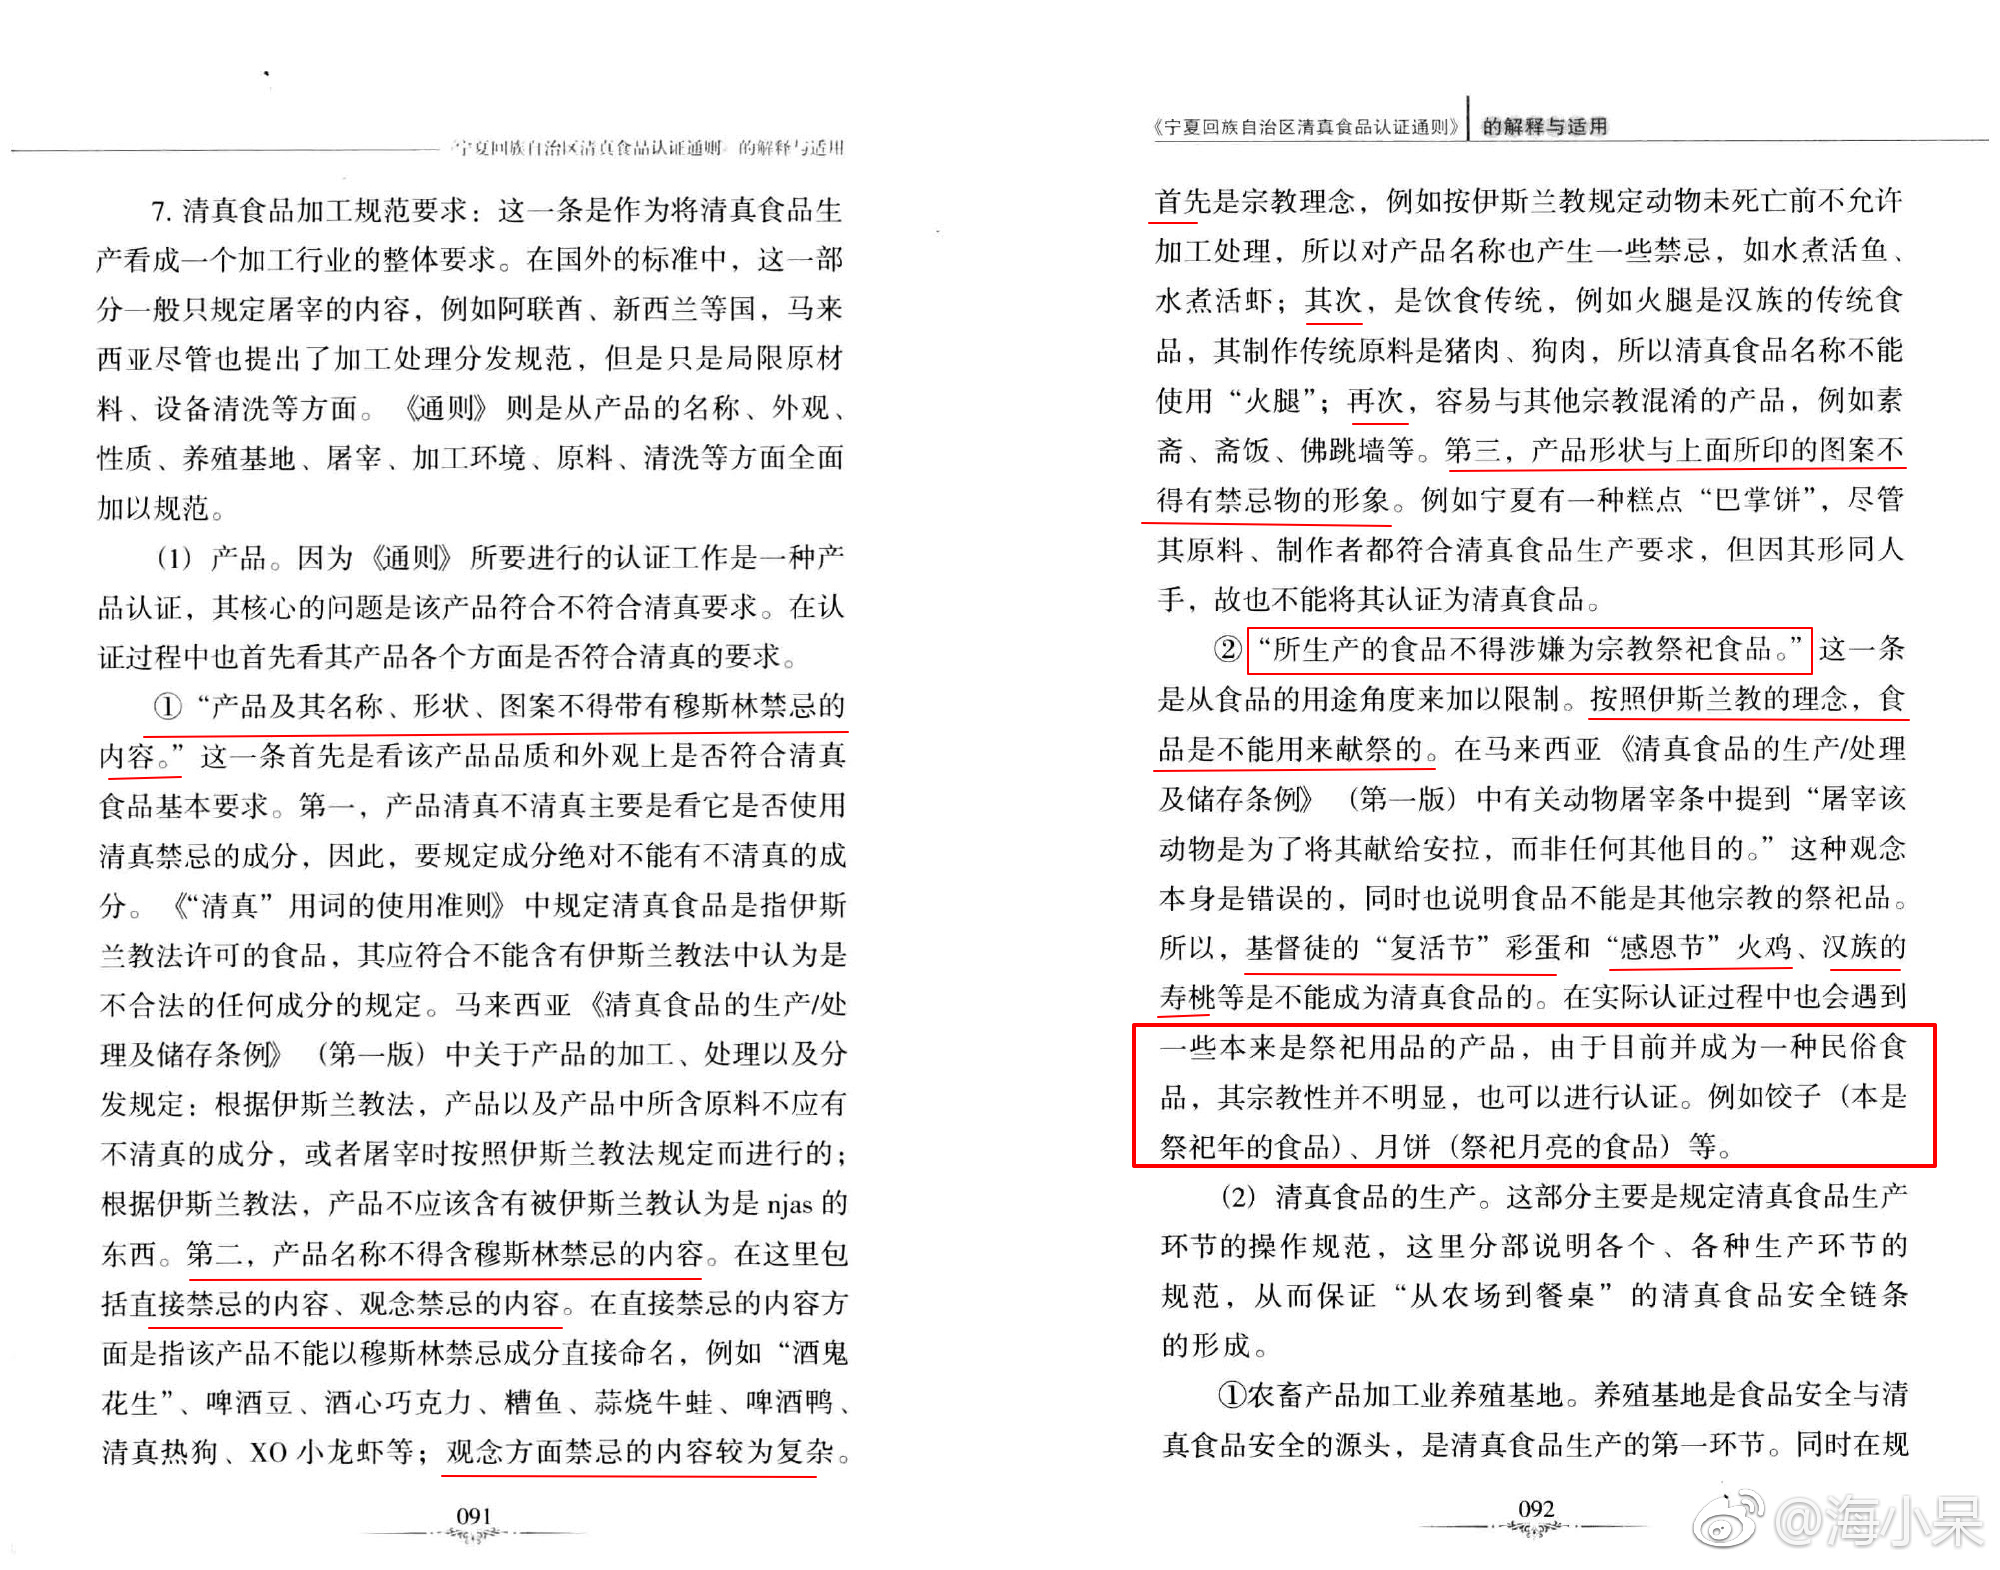 宁夏回族自治区清真食品认证通则 的解释与适用
7. 清真食品加工规范要求：这一条是作为将清真食品生
产看成一个加工行业的整体要求。在国外的标准中，这一部
分一般只规定屠宰的内容，例如阿联酋、新西兰等国，马来
西亚尽管也提出了加工处理分发规范，但是只是局限原材
料、设备清洗等方面。《通则》则是从产品的名称、外观、
性质、养殖基地、屠宰、加工环境、原料、清洗等方面全面
加以规范。
（1）产品。因为《通则》所要进行的认证工作是一种产
品认证，其核心的问题是该产品符合不符合清真要求。在认
证过程中也首先看其产品各个方面是否符合清真的要求。
①“产品及其名称、形状、图案不得带有穆斯林禁忌的
内容。”这一条首先是看该产品品质和外观上是否符合清真
食品基本要求。第一，产品清真不清真主要是看它是否使用
清真禁忌的成分，因此，要规定成分绝对不能有不清真的成
分。《“清真”用词的使用准则》中规定清真食品是指伊斯
兰教法许可的食品，其应符合不能含有伊斯兰教法中认为是
不合法的任何成分的规定。马来西亚《清真食品的生产/处
理及储存条例》（第一版）中关于产品的加工、处理以及分
发规定：根据伊斯兰教法，产品以及产品中所含原料不应有
不清真的成分，或者屠宰时按照伊斯兰教法规定而进行的；
根据伊斯兰教法，产品不应该含有被伊斯兰教认为是 njas 的
东西。第二，产品名称不得含穆斯林禁忌的内容。在这里包
括直接禁忌的内容、观念禁忌的内容。在直接禁忌的内容方
面是指该产品不能以穆斯林禁忌成分直接命名，例如“酒鬼
花生”、啤酒豆、酒心巧克力、糟鱼、蒜烧牛蛙、啤酒鸭、
清真热狗、XO 小龙虾等；观念方面禁忌的内容较为复杂。
091
《宁夏回族自治区清真食品认证通则》 的解释与适用
首先是宗教理念，例如按伊斯兰教规定动物未死亡前不允许
加工处理，所以对产品名称也产生一些禁忌，如水煮活鱼、
水煮活虾；其次，是饮食传统，例如火腿是汉族的传统食
品，其制作传统原料是猪肉、狗肉，所以清真食品名称不能
使用“火腿”；再次，容易与其他宗教混淆的产品，例如素
斋、斋饭、佛跳墙等。第三，产品形状与上面所印的图案不
得有禁忌物的形象。例如宁夏有一种糕点“巴掌饼”，尽管
其原料、制作者都符合清真食品生产要求，但因其形同人
手，故也不能将其认证为清真食品。
②“所生产的食品不得涉嫌为宗教祭祀食品。”这一条
是从食品的用途角度来加以限制。按照伊斯兰教的理念，食
品是不能用来献祭的。在马来西亚《清真食品的生产/处理
及储存条例》（第一版）中有关动物屠宰条中提到“屠宰该
动物是为了将其献给安拉，而非任何其他目的。”这种观念
本身是错误的，同时也说明食品不能是其他宗教的祭祀品。
所以，基督徒的“复活节”彩蛋和“感恩节”火鸡、汉族的
寿桃等是不能成为清真食品的。在实际认证过程中也会遇到
一些本来是祭祀用品的产品，由于目前并成为一种民俗食
品，其宗教性并不明显，也可以进行认证。例如饺子（本是
祭祀年的食品）、月饼（祭祀月亮的食品）等。
（2）清真食品的生产。这部分主要是规定清真食品生产
环节的操作规范，这里分部说明各个、各种生产环节的
规范，从而保证“从农场到餐桌”的清真食品安全链条
的形成。
①农畜产品加工业养殖基地。养殖基地是食品安全与清
真食品安全的源头，是清真食品生产的第一环节。同时在规
092
@海小呆